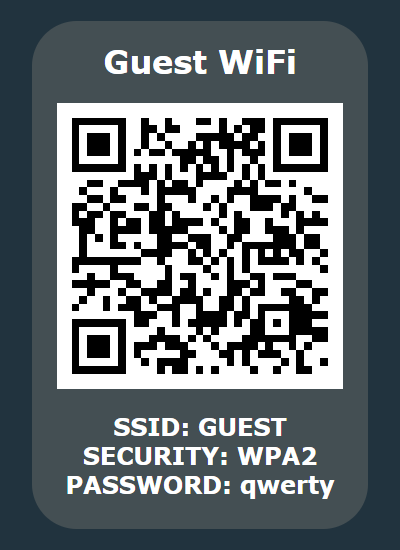 Guest WiFi
SSID: GUEST
SECURITY: WPA2
PASSWORD: qwerty